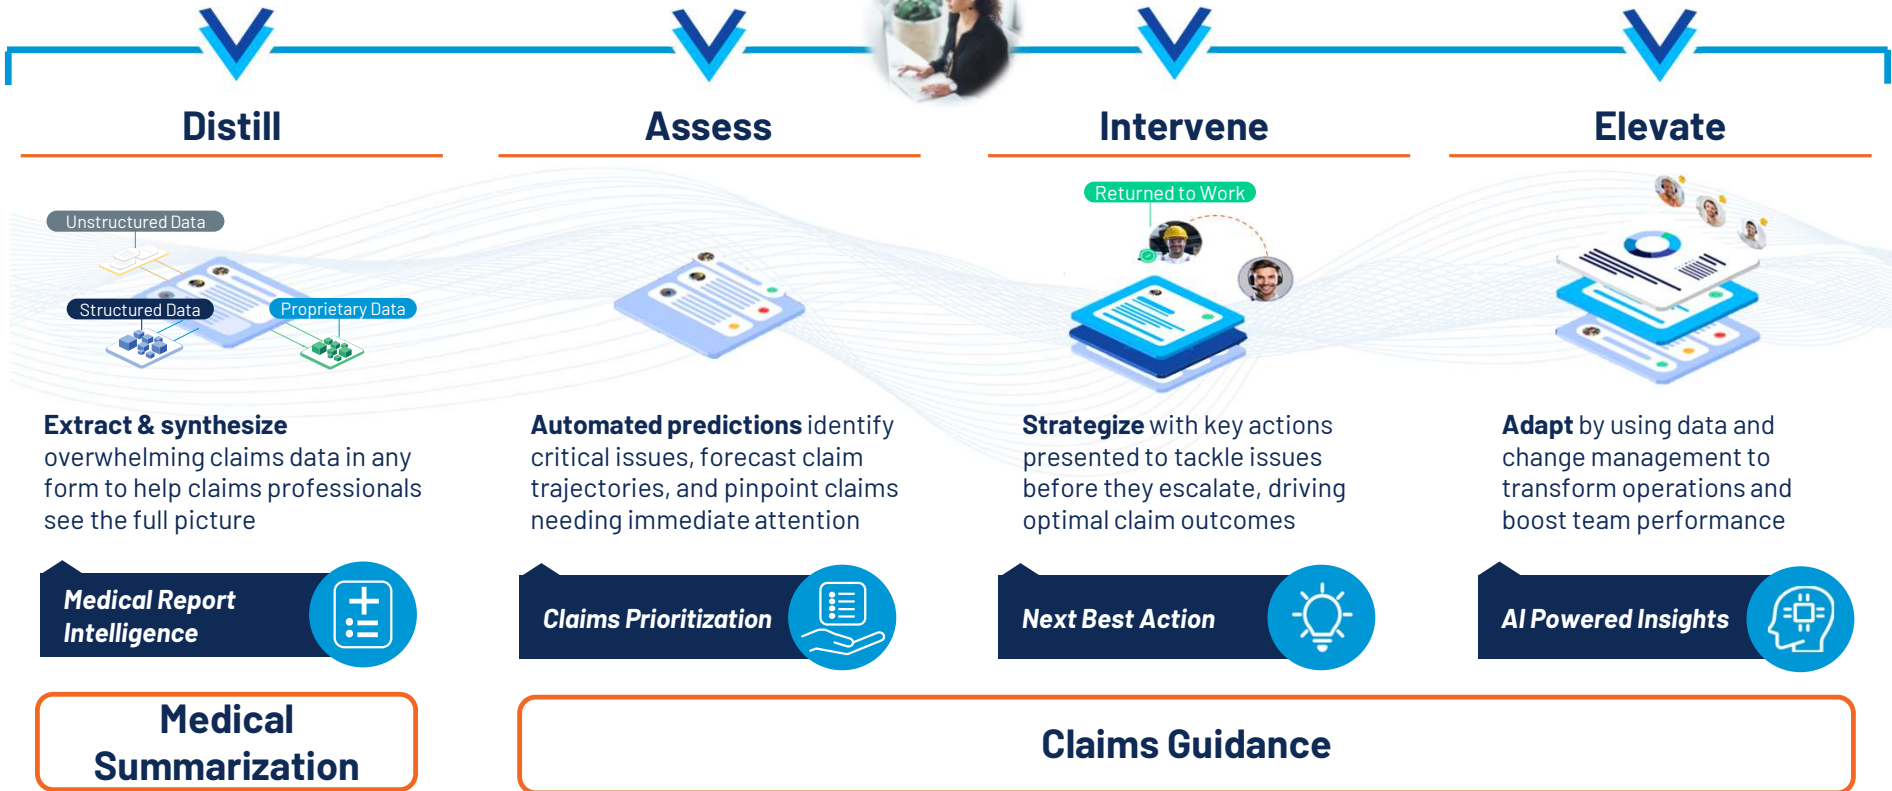 Distill
Assess
Intervene
Elevate
Unstructured Data
Structured Data
Proprietary Data
Returned to Work
Extract & synthesize
overwhelming claims data in any
form to help claims professionals
see the full picture
Automated predictions identify
critical issues, forecast claim
trajectories, and pinpoint claims
needing immediate attention
Strategize with key actions
presented to tackle issues
before they escalate, driving
optimal claim outcomes
Adapt by using data and
change management to
transform operations and
boost team performance
Medical Report
Intelligence
Claims Prioritization
Next Best Action
AI Powered Insights
Medical
Summarization
Claims Guidance